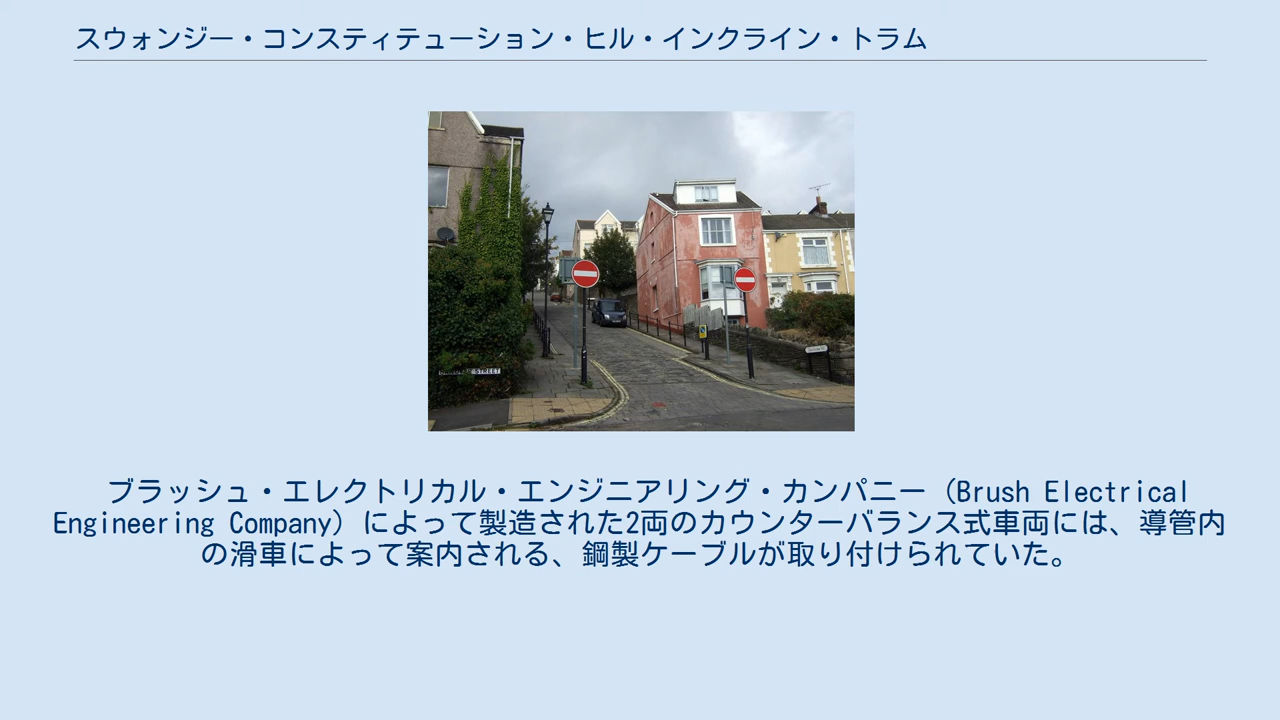 スウォンジー・コンスティテューション・ヒル・インクライン・トラム
STREET
ブラッシュ・エレクトリカル・エンジニアリング・カンパニー（Brush Electrical
Engineering Company）によって製造された2両のカウンターバランス式車両には、導管内
の滑車によって案内される、鋼製ケーブルが取り付けられていた。